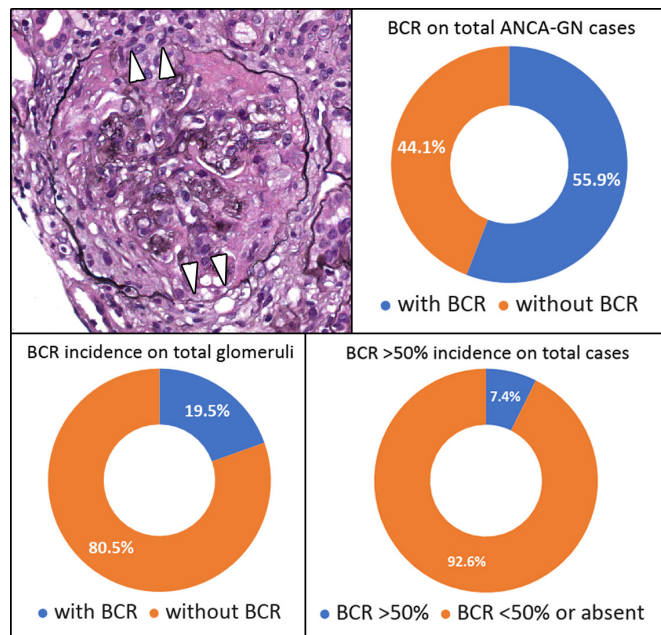 BCR on total ANCA-GN cases
44.1%
55.9%
with BCR without BCR
BCR incidence on total glomeruli
19.5%
80.5%
with BCR without BCR
BCR >50% incidence on total cases
7.4%
92.6%
BCR >50% BCR <50% or absent